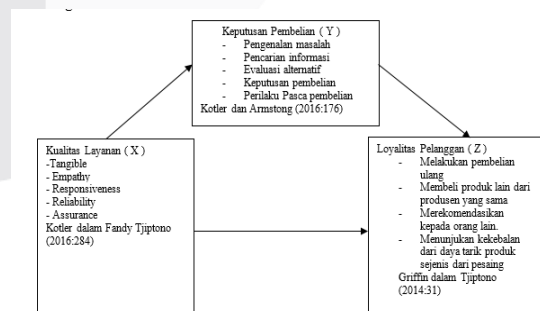 Keputusan Pembelian ( Y )
- Pengenalan masalah
- Pencarian informasi
- Evaluasi alternatif
- Keputusan pembelian
- Perilaku Pasca pembelian
Kotler dan Armstong (2016:176)
Kualitas Layanan ( X )
-Tangible
- Empathy
- Responsiveness
- Reliability
- Assurance
Kotler dalam Fandy Tjiptono
(2016:284)
Loyalitas Pelanggan ( Z )
- Melakukan pembelian
ulang
- Membeli produk lain dari
produsen yang sama
- Merekomendasikan
kepada orang lain.
- Menunjukan kekebalan
dari daya tarik produk
sejenis dari pesaing
Griffin dalam Tjiptono
(2014:31)